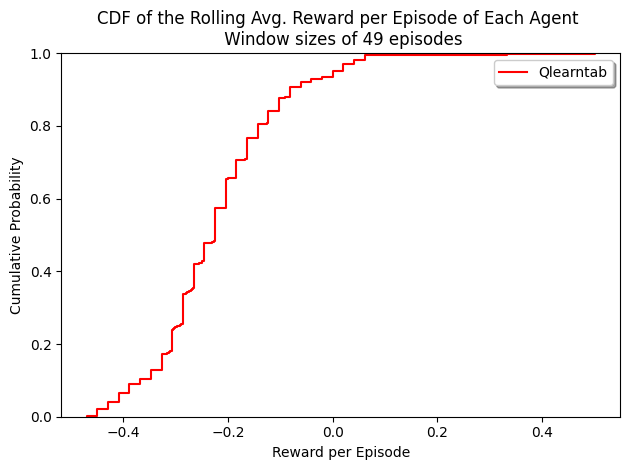 CDF of the Rolling Avg. Reward per Episode of Each Agent
Window sizes of 49 episodes
Qlearntab
1.0
0.8
0.6
0.4
0.2
0.0
Cumulative Probability
−0.4 −0.2 0.0 0.2 0.4
Reward per Episode